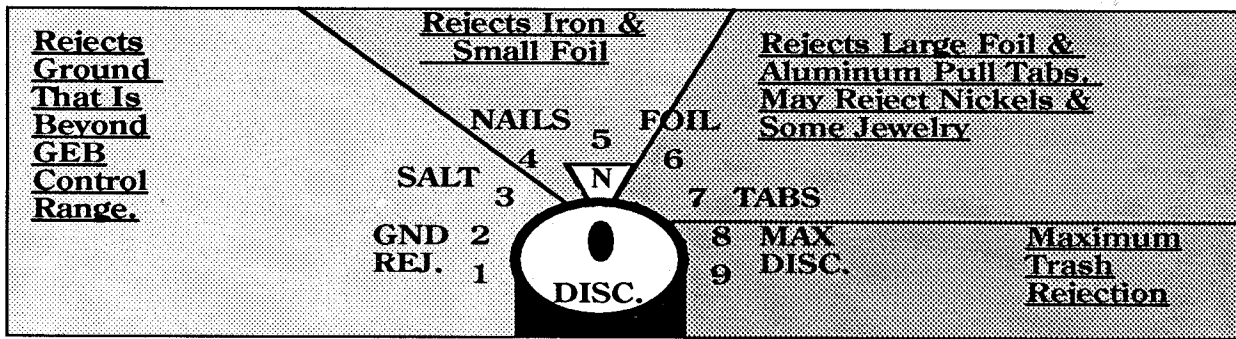 Rejects
Ground
That Is
Beyond
GEB
Control
Range.
Rejects Iron &
Small Foil
Rejects Large Foil &
Aluminum Pull Tabs.
May Reject Nickels &
Some Jewelry
NAILS 5 FOIL
4 N 6
SALT 3
7 TABS
GND 2
REJ. 1
8 MAX
9 DISC.
DISC.
Maximum
Trash
Rejection